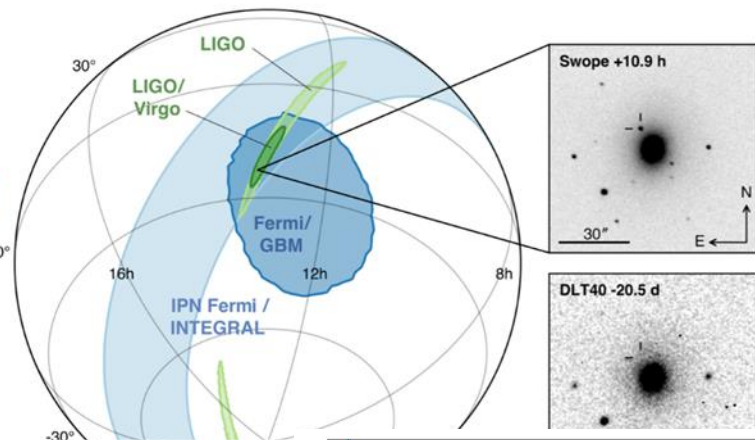 LIGO
30°
LIGO/
Virgo
Fermi/
GBM
16h
12h
8h
0°
IPN Fermi /
INTEGRAL
-30°
Swope +10.9 h
N
30"
E
DLT40 -20.5 d